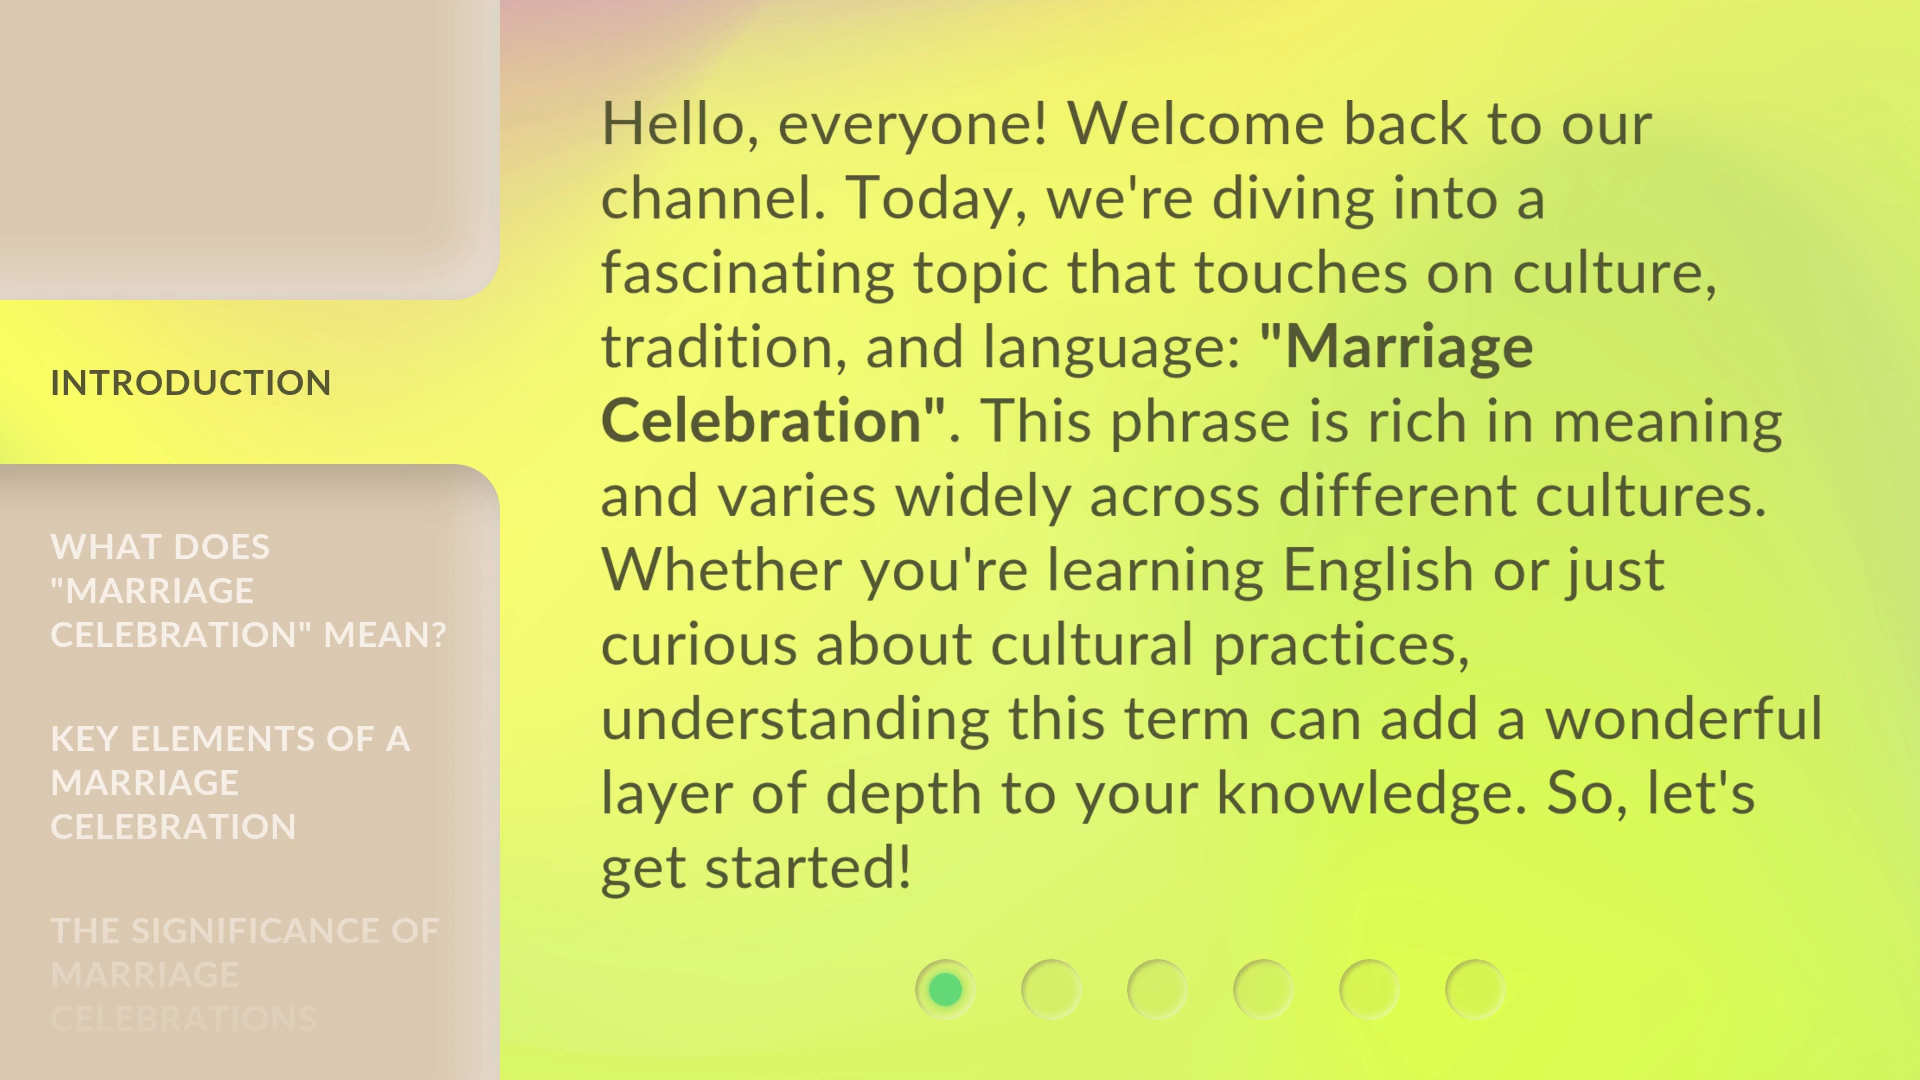 INTRODUCTION
WHAT DOES
"MARRIAGE
CELEBRATION" MEAN?
KEY ELEMENTS OF A
MARRIAGE
CELEBRATION
THE SIGNIFICANCE OF
MARRIAGE
CELEBRATIONS
Hello, everyone! Welcome back to our
channel. Today, we're diving into a
fascinating topic that touches on culture,
tradition, and language: "Marriage
Celebration". This phrase is rich in meaning
and varies widely across different cultures.
Whether you're learning English or just
curious about cultural practices,
understanding this term can add a wonderful
layer of depth to your knowledge. So, let's
get started!